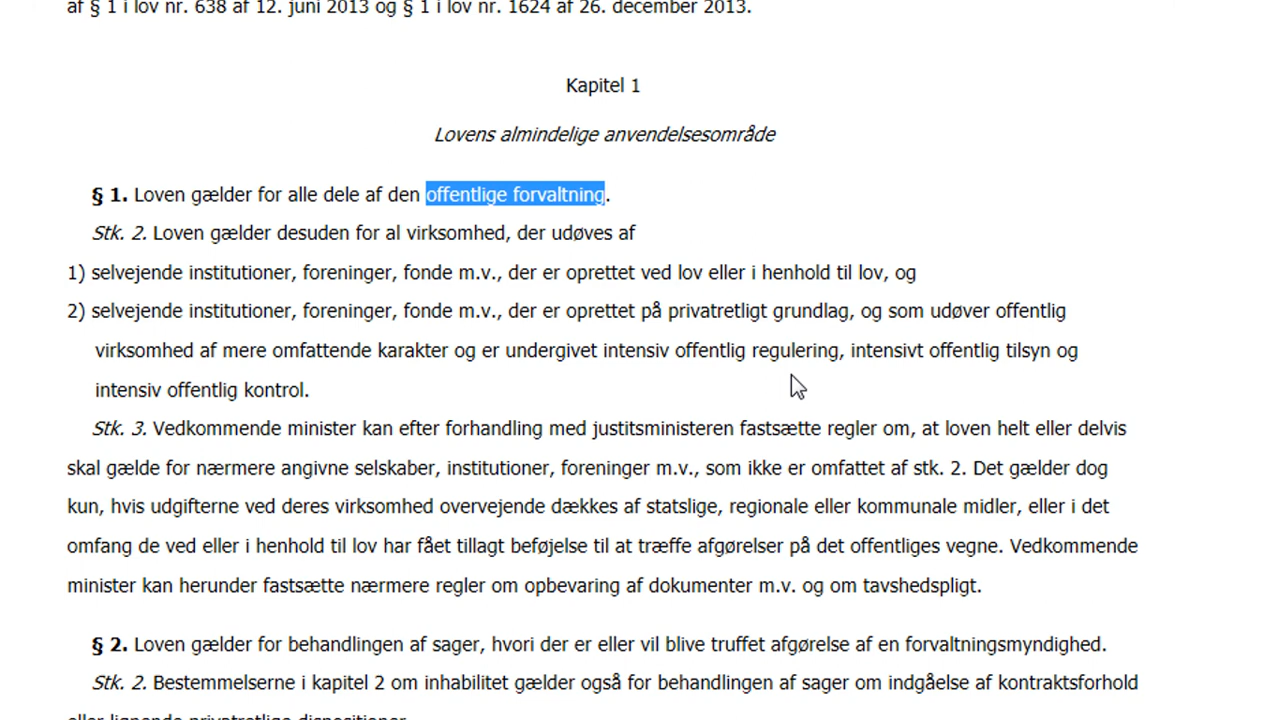 af § 1 i lov nr. 638 af 12. juni 2013 og § 1 i lov nr. 1624 af 26. december 2013.
Kapitel 1
Lovens almindelige anvendelsesområde
§ 1. Loven gælder for alle dele af den offentlige forvaltning.
Stk. 2. Loven gælder desuden for al virksomhed, der udøves af
1) selvejende institutioner, foreninger, fonde m.v., der er oprettet ved lov eller i henhold til lov, og
2) selvejende institutioner, foreninger, fonde m.v., der er oprettet på privatretligt grundlag, og som udøver offentlig
virksomhed af mere omfattende karakter og er undergivet intensiv offentlig regulering, intensivt offentlig tilsyn og
intensiv offentlig kontrol.
Stk. 3. Vedkommende minister kan efter forhandling med justitsministeren fastsætte regler om, at loven helt eller delvis
skal gælde for nærmere angivne selskaber, institutioner, foreninger m.v., som ikke er omfattet af stk. 2. Det gælder dog
kun, hvis udgifterne ved deres virksomhed overvejende dækkes af statslige, regionale eller kommunale midler, eller i det
omfang de ved eller i henhold til lov har fået tillagt beføjelse til at træffe afgørelser på det offentliges vegne. Vedkommende
minister kan herunder fastsætte nærmere regler om opbevaring af dokumenter m.v. og om tavshedspligt.
§ 2. Loven gælder for behandlingen af sager, hvori der er eller vil blive truffet afgørelse af en forvaltningsmyndighed.
Stk. 2. Bestemmelserne i kapitel 2 om inhabilitet gælder også for behandlingen af sager om indgåelse af kontraktsforhold
eller lignende privatretlige dispositioner.